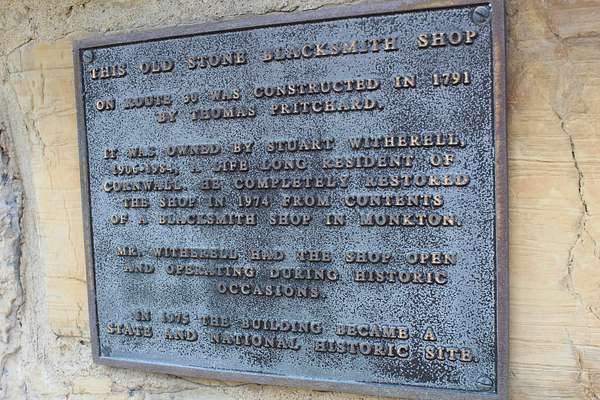 THIS OLD STONE BLACKSMITH SHOP
ON ROUTE 30 WAS CONSTRUCTED IN 1791
BY THOMAS PRITCHARD.
IT WAS OWNED BY STUART WITHERELL,
1906-1984, A LIFE LONG RESIDENT OF
CORNWALL. HE COMPLETELY RESTORED
THE SHOP IN 1974 FROM CONTENTS
OF A BLACKSMITH SHOP IN MONKTON.
MR. WITHERELL HAD THE SHOP OPEN
AND OPERATING DURING HISTORIC
OCCASIONS.
IN 1975 THE BUILDING BECAME A
STATE AND NATIONAL HISTORIC SITE.